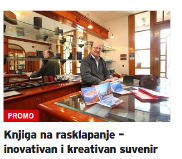 PROMO
Knjiga na rasklapanje –
inovativan i kreativan suvenir